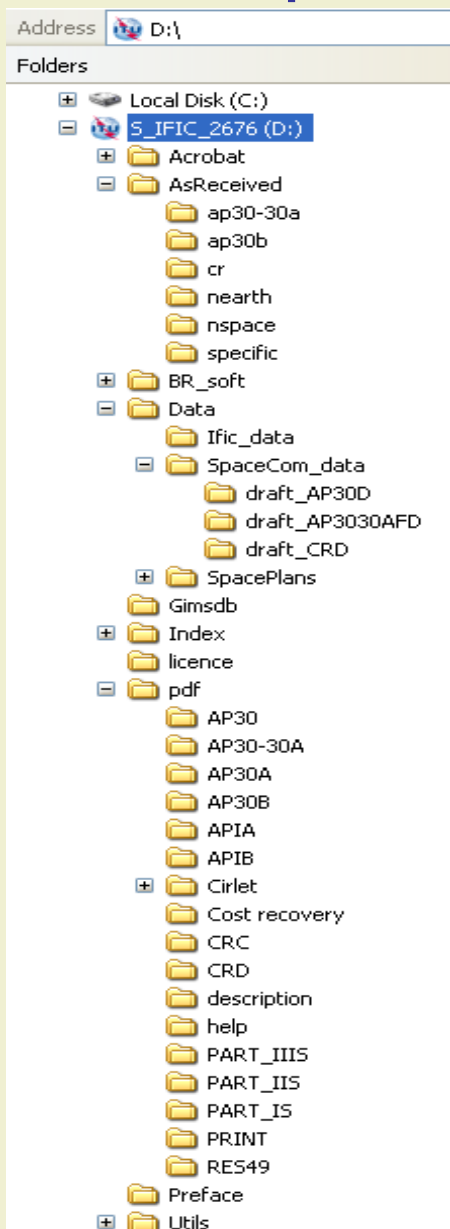 Address D:\
Folders
Local Disk (C:)
S_IFIC_2676 (D:)
Acrobat
AsReceived
ap30-30a
ap30b
cr
nearth
nspace
specific
BR_soft
Data
Ific_data
SpaceCom_data
draft_AP30D
draft_AP3030AFD
draft_CRD
SpacePlans
Gimsdb
Index
licence
pdf
AP30
AP30-30A
AP30A
AP30B
APIA
APIB
Cirlet
Cost recovery
CRC
CRD
description
help
PART_IIIS
PART_IIS
PART_IS
PRINT
RES49
Preface
Utils